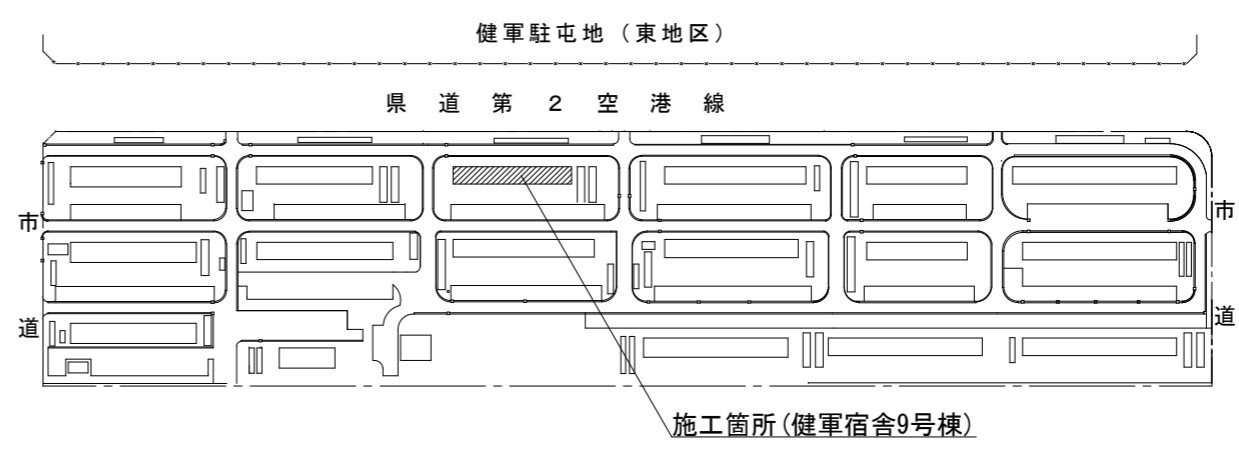 健軍駐屯地（東地区）
県道第２空港線
市道
市道
施工箇所(健軍宿舎9号棟)